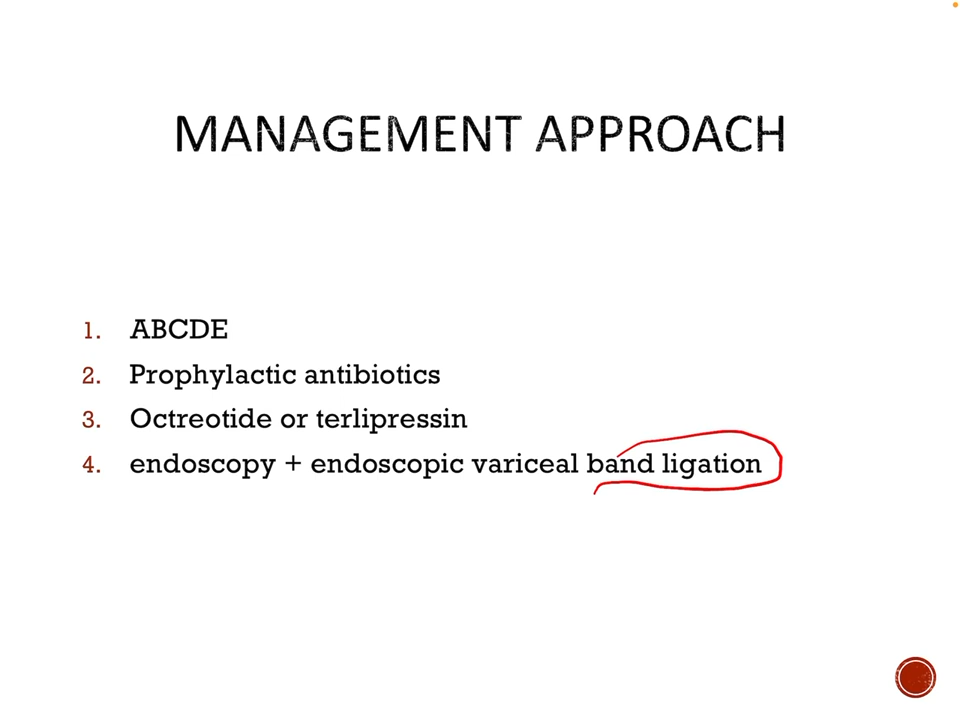 MANAGEMENT APPROACH
1. ABCDE
2. Prophylactic antibiotics
3. Octreotide or terlipressin
4. endoscopy + endoscopic variceal band ligation